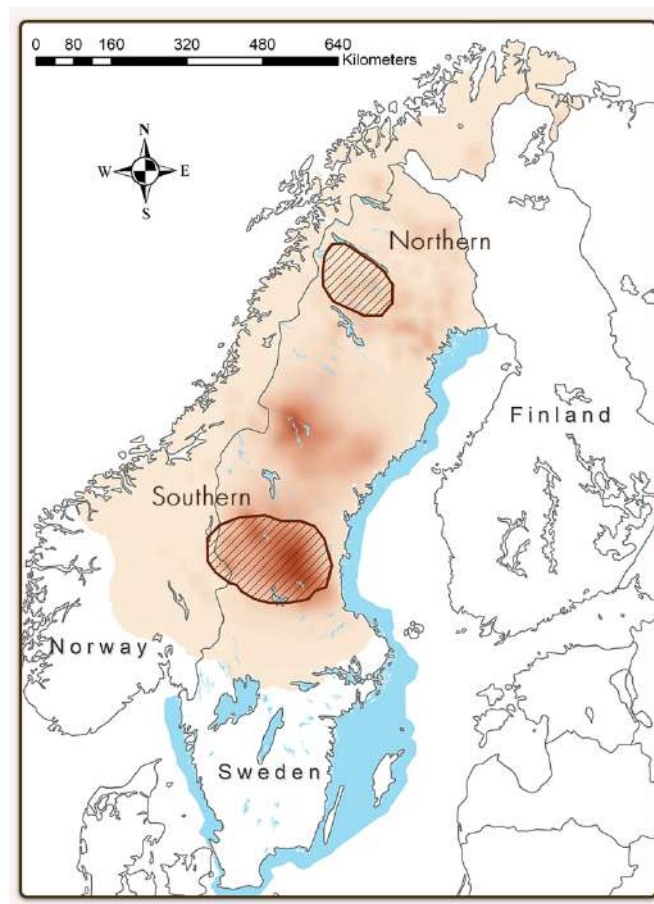 0 80 160 320 480 640
Kilometers
N
W E
S
Northern
Finland
Southern
Norway
Sweden